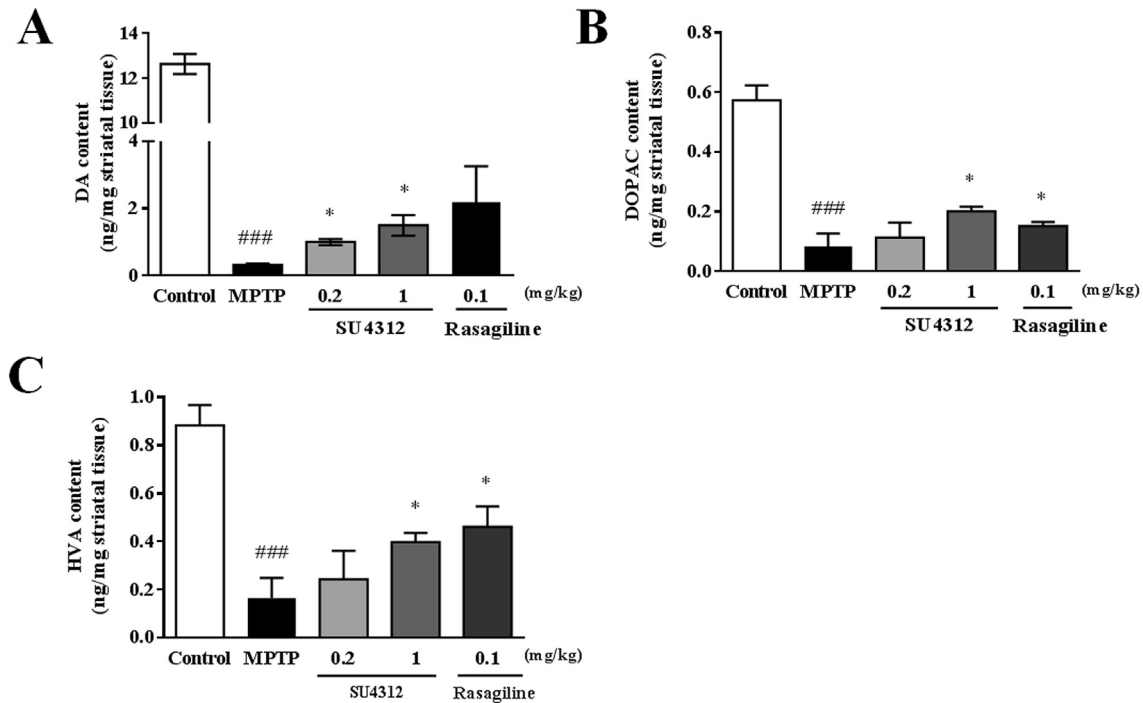 A
DA content
(ng/mg striatal tissue)
14
12
10
4
2
0
###
*
*
Control MPTP 0.2 1 0.1 (mg/kg)
SU4312 Rasagiline
B
DOPAC content
(ng/mg striatal tissue)
0.8
0.6
0.4
0.2
0.0
###
*
*
Control MPTP 0.2 1 0.1 (mg/kg)
SU4312 Rasagiline
C
HVA content
(ng/mg striatal tissue)
1.0
0.8
0.6
0.4
0.2
0.0
###
*
*
Control MPTP 0.2 1 0.1 (mg/kg)
SU4312 Rasagiline